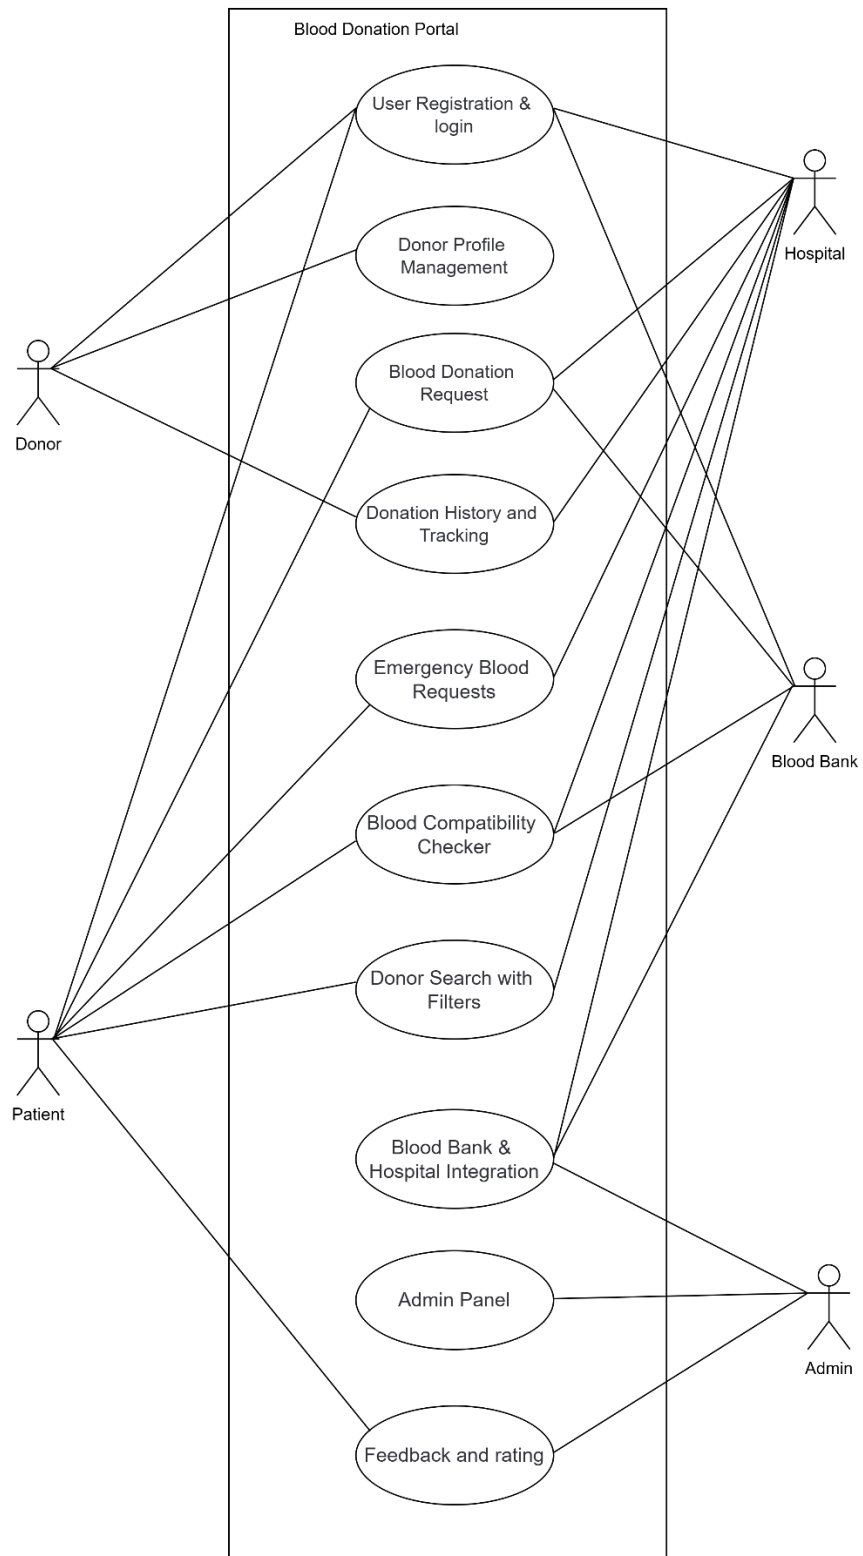 Blood Donation Portal
User Registration &
login
Donor Profile
Management
Hospital
Blood Donation
Request
Donor
Donation History and
Tracking
Emergency Blood
Requests
Blood Bank
Blood Compatibility
Checker
Donor Search with
Filters
Patient
Blood Bank &
Hospital Integration
Admin Panel
Admin
Feedback and rating